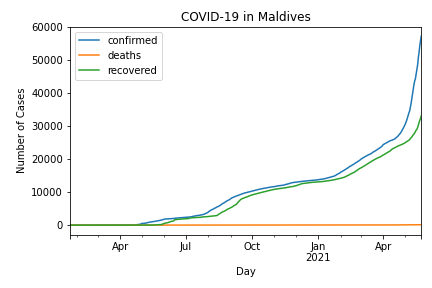 COVID-19 in Maldives
60000
50000
40000
30000
20000
10000
0
Number of Cases
confirmed
deaths
recovered
Apr
Jul
Oct
Jan
2021
Apr
Day